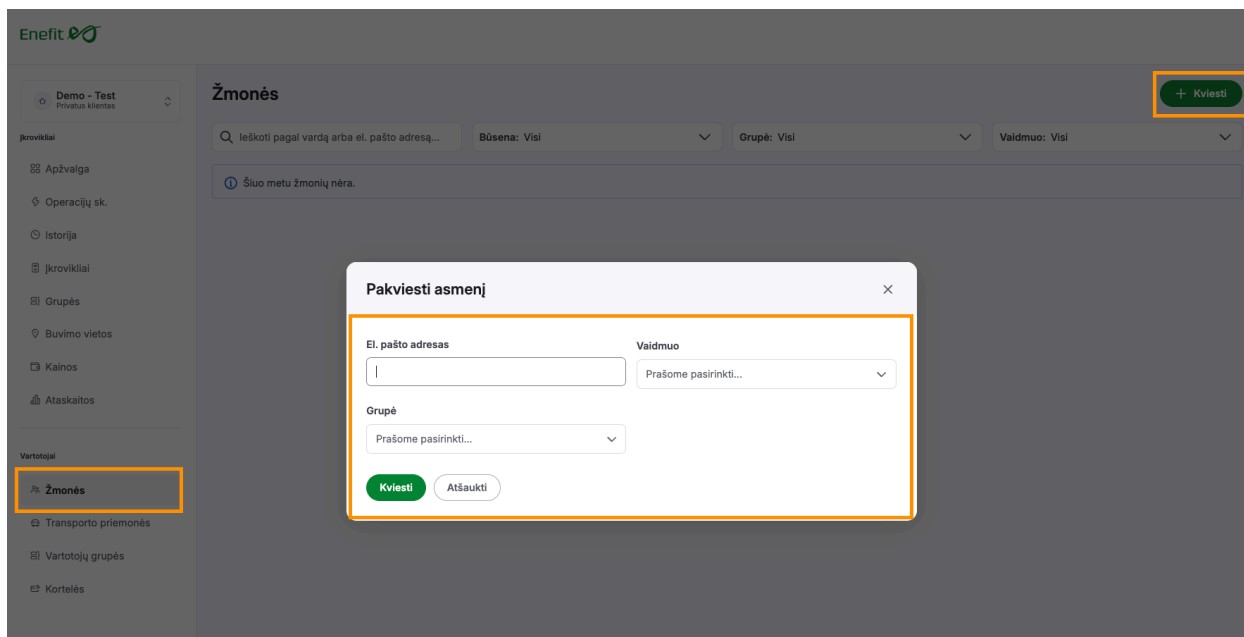 Enefit
Demo - Test
Privatus klientas
Įkrovikliai
Apžvalga
Operacijų sk.
Istorija
Įkrovikliai
Grupės
Buvimo vietos
Kainos
Ataskaitos
Vartotojai
Žmonės
Transporto priemonės
Vartotojų grupės
Kortelės
Žmonės
+ Kviesti
Ieškoti pagal vardą arba el. pašto adresą...
Būsena: Visi
Grupė: Visi
Vaidmuo: Visi
Šiuo metu žmonių nėra.
Pakviesti asmenį
El. pašto adresas
Vaidmuo
Prašome pasirinkti...
Grupė
Prašome pasirinkti...
Kviesti
Atšaukti